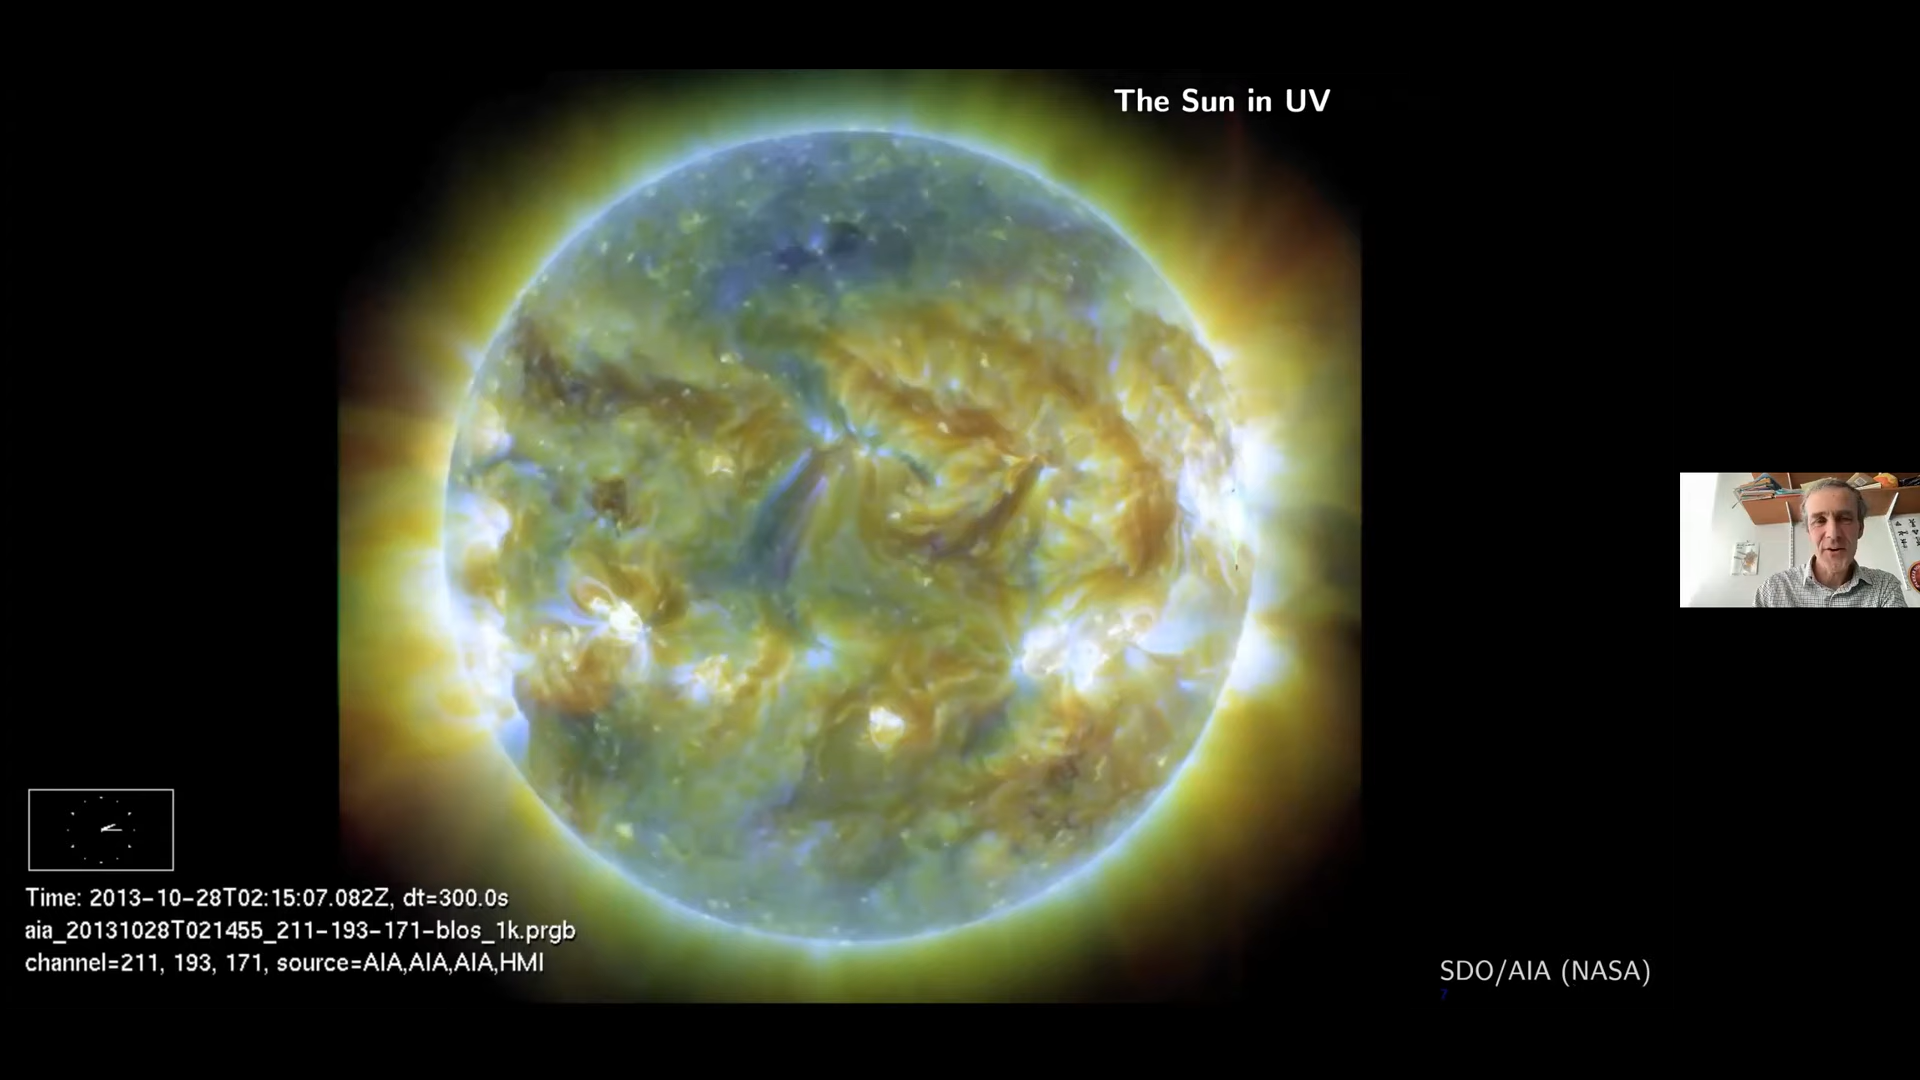 The Sun in UV
Time: 2013-10-28T02:15:07.082Z, dt=300.0s
aia_20131028T021455_211-193-171-blos_1k.prgb
channel=211, 193, 171, source=AIA,AIA,AIA,HMI
SDO/AIA (NASA)
7